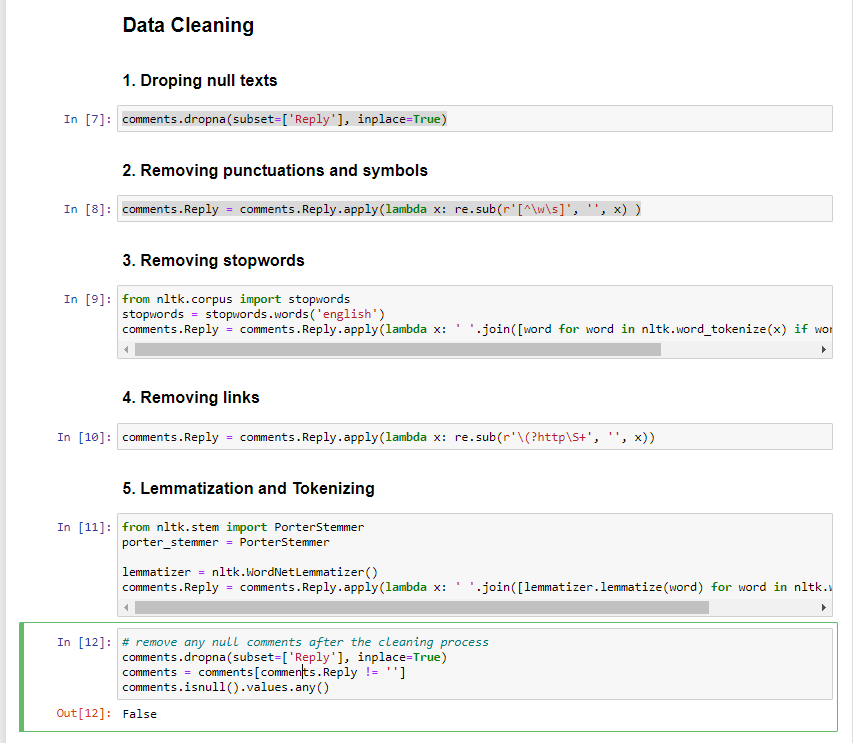 Data Cleaning
1. Droping null texts
In [7]: comments.dropna(subset=['Reply'], inplace=True)
2. Removing punctuations and symbols
In [8]: comments.Reply = comments.Reply.apply(lambda x: re.sub(r'[^\w\s]', '', x) )
3. Removing stopwords
In [9]: from nltk.corpus import stopwords
stopwords = stopwords.words('english')
comments.Reply = comments.Reply.apply(lambda x: ' '.join([word for word in nltk.word_tokenize(x) if wor
4. Removing links
In [10]: comments.Reply = comments.Reply.apply(lambda x: re.sub(r'\(?http\S+', '', x))
5. Lemmatization and Tokenizing
In [11]: from nltk.stem import PorterStemmer
porter_stemmer = PorterStemmer
lemmatizer = nltk.WordNetLemmatizer()
comments.Reply = comments.Reply.apply(lambda x: ' '.join([lemmatizer.lemmatize(word) for word in nltk.w
In [12]: # remove any null comments after the cleaning process
comments.dropna(subset=['Reply'], inplace=True)
comments = comments[comments.Reply != '']
comments.isnull().values.any()
Out[12]: False